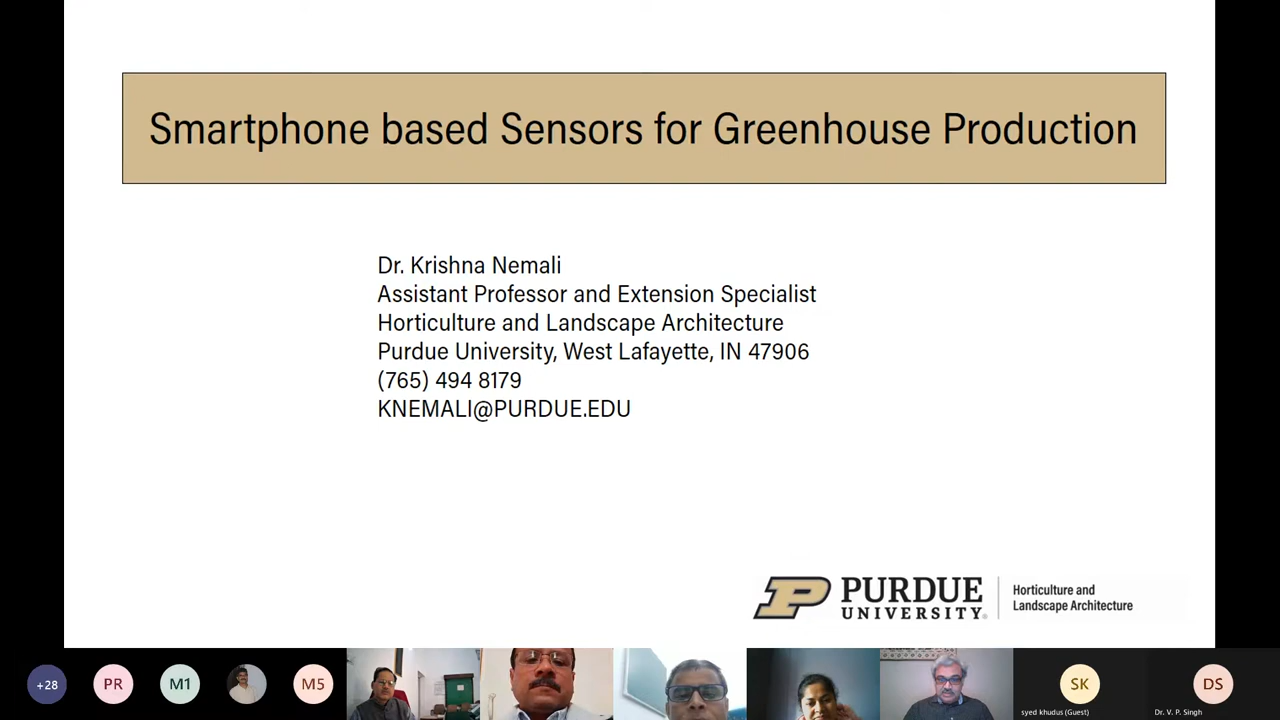 Smartphone based Sensors for Greenhouse Production
Dr. Krishna Nemali
Assistant Professor and Extension Specialist
Horticulture and Landscape Architecture
Purdue University, West Lafayette, IN 47906
(765) 494 8179
KNEMALI@PURDUE.EDU
P PURDUE UNIVERSITY®
Horticulture and
Landscape Architecture
+28
PR
M1
M5
SK
syed khudus (Guest)
DS
Dr. V. P. Singh